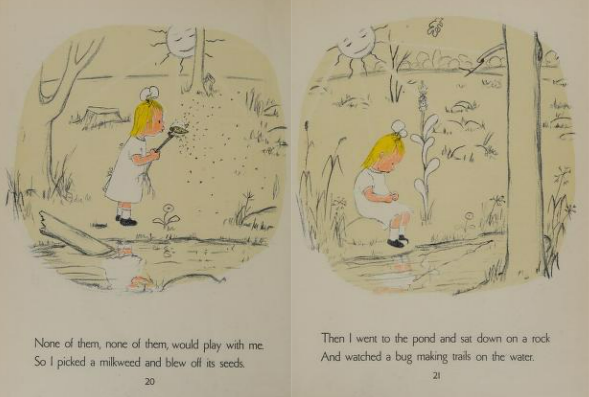 None of them, none of them, would play with me.
So I picked a milkweed and blew off its seeds.
20
Then I went to the pond and sat down on a rock
And watched a bug making trails on the water.
21